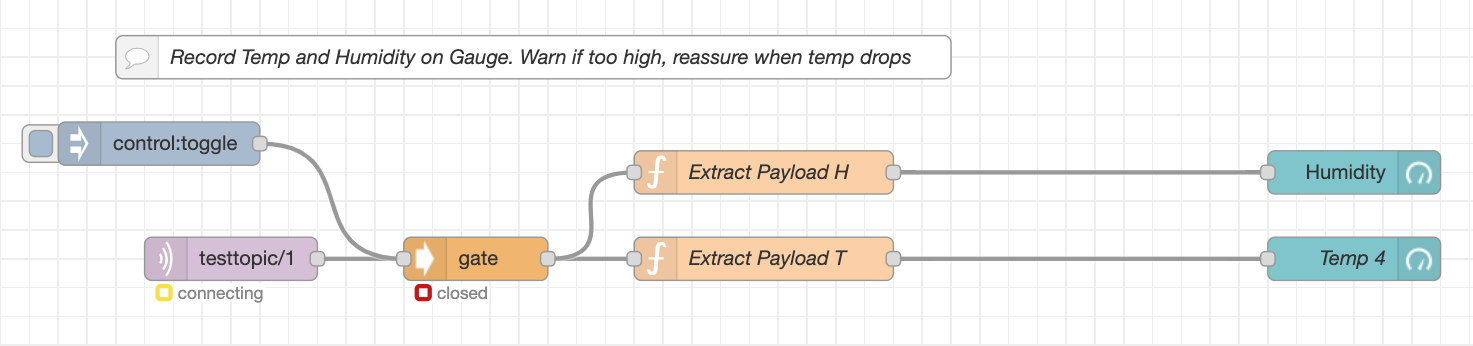 Record Temp and Humidity on Gauge. Warn if too high, reassure when temp drops
control:toggle
Extract Payload H
Humidity
testtopic/1
gate
Extract Payload T
Temp 4
connecting
closed